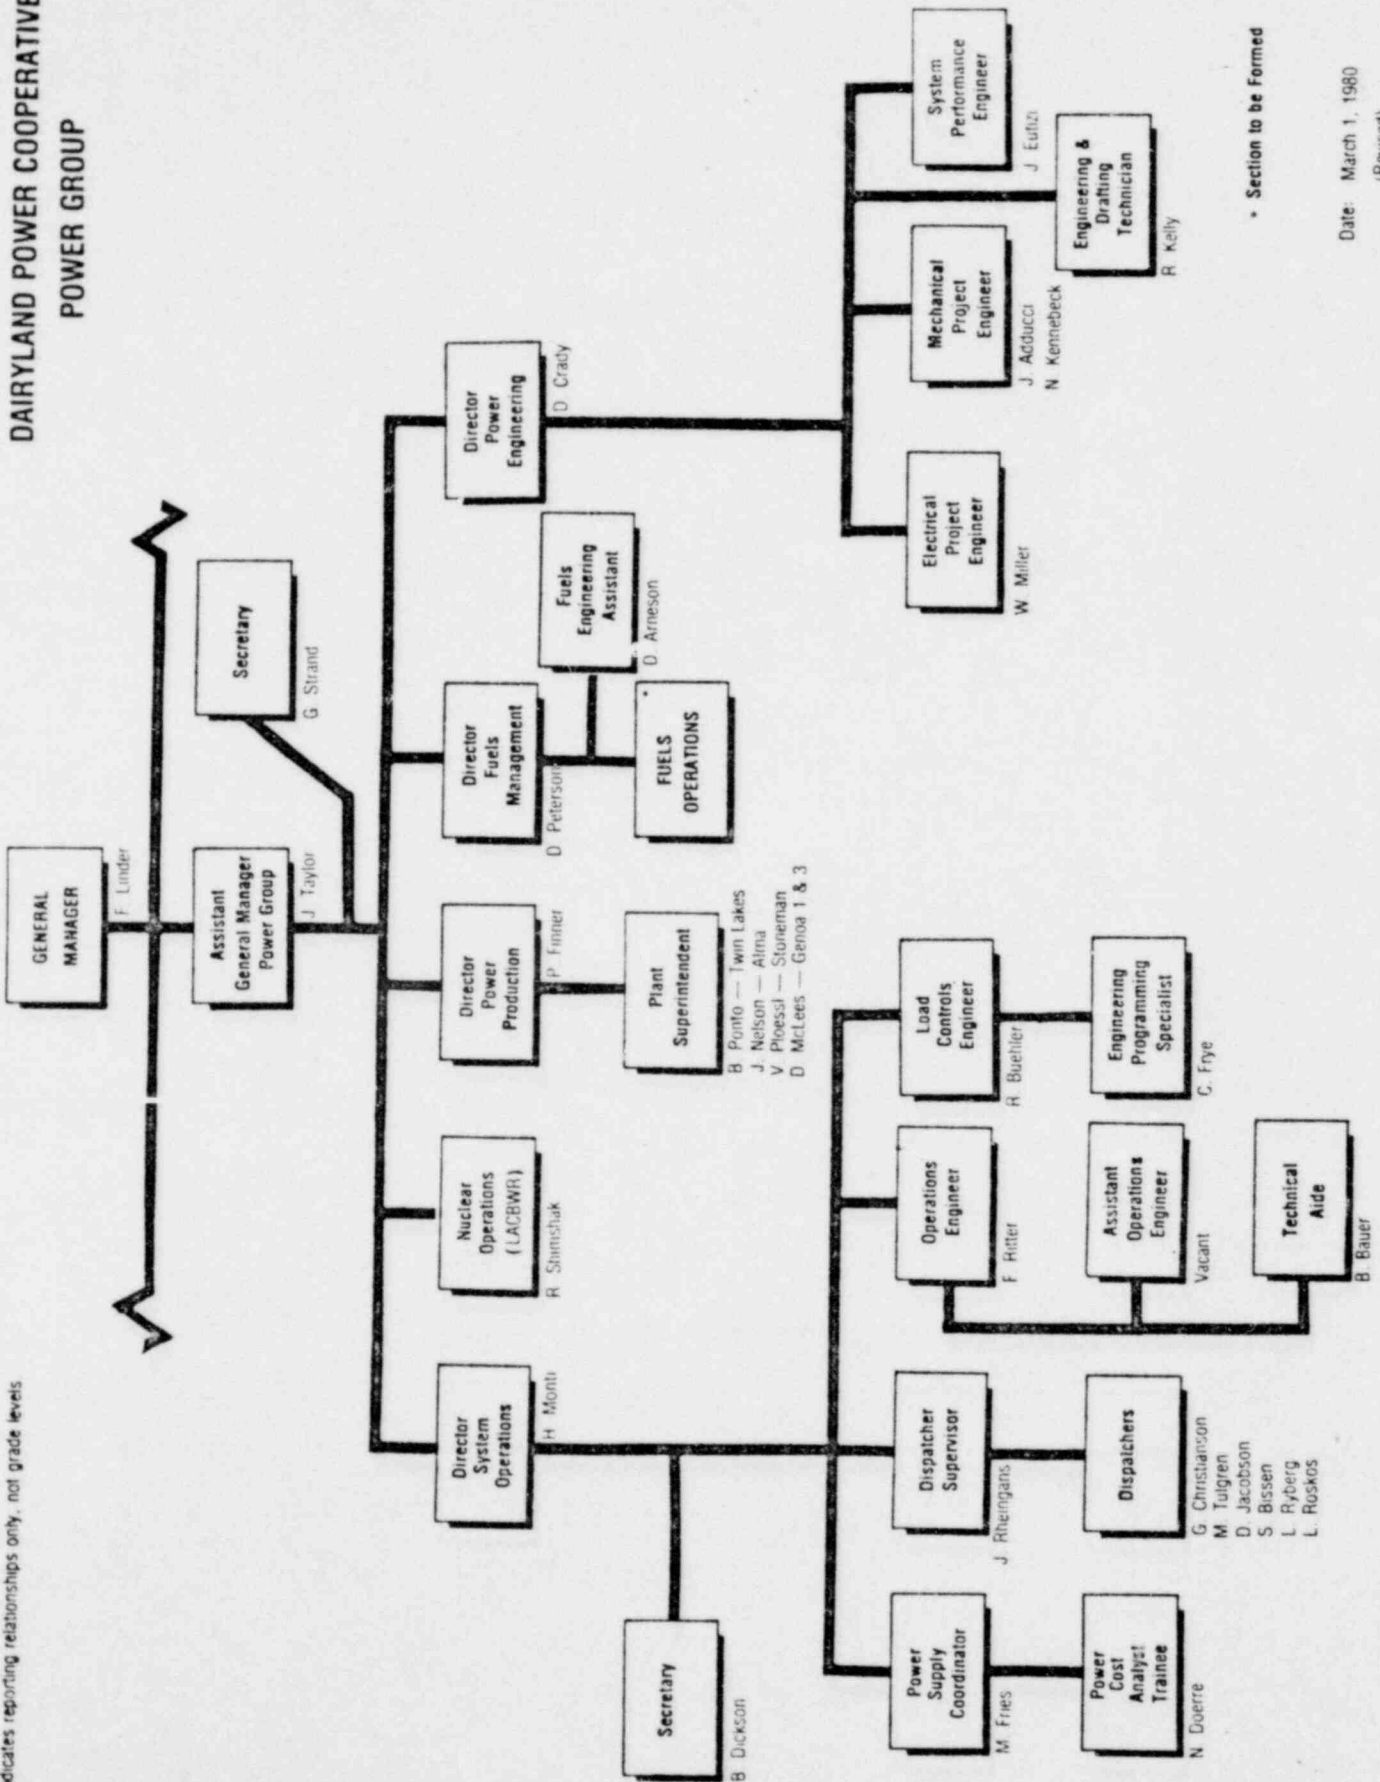 DAIRYLAND POWER COOPERATIVE
POWER GROUP
dicates reporting relationships only, not grade levels
GENERAL
MANAGER
F. Linder
Assistant
General Manager
Power Group
J. Taylor
Secretary
G. Strand
Director
System
Operations
H. Monti
Nuclear
Operations
(LACBWR)
R. Shimshak
Director
Power
Production
P. Finner
Director
Fuels
Management
D. Peterson
Director
Power
Engineering
D. Crady
Fuels
Engineering
Assistant
D. Arneson
Secretary
B. Dickson
Plant
Superintendent
B. Ponto — Twin Lakes
J. Nelson — Alma
V. Ploessl — Stoneman
D. McLees — Genoa 1 & 3
FUELS
OPERATIONS
*
Power
Supply
Coordinator
M. Fries
Dispatcher
Supervisor
J. Rheingans
Operations
Engineer
F. Ritter
Load
Controls
Engineer
R. Buehler
Electrical
Project
Engineer
W. Miller
Mechanical
Project
Engineer
J. Adducci
N. Kennebeck
System
Performance
Engineer
J. Eufizi
Engineering &
Drafting
Technician
R. Kelly
Power
Cost
Analyst
Trainee
N. Doerre
Dispatchers
G. Christianson
M. Tulgren
D. Jacobson
S. Bissen
L. Ryberg
L. Roskos
Assistant
Operations
Engineer
Vacant
Engineering
Programming
Specialist
C. Frye
Technical
Aide
B. Bauer
* Section to be Formed
Date: March 1, 1980
(Revised)